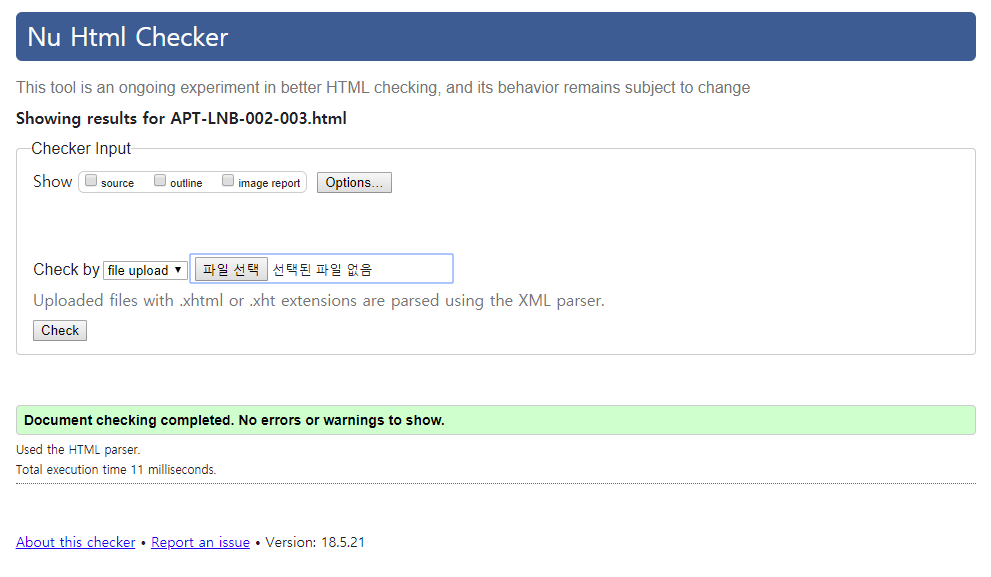 Nu Html Checker
This tool is an ongoing experiment in better HTML checking, and its behavior remains subject to change
Showing results for APT-LNB-002-003.html
Checker Input
Show source outline image report Options...
Check by file upload 파일 선택 선택된 파일 없음
Uploaded files with .xhtml or .xht extensions are parsed using the XML parser.
Check
Document checking completed. No errors or warnings to show.
Used the HTML parser.
Total execution time 11 milliseconds.
About this checker • Report an issue • Version: 18.5.21